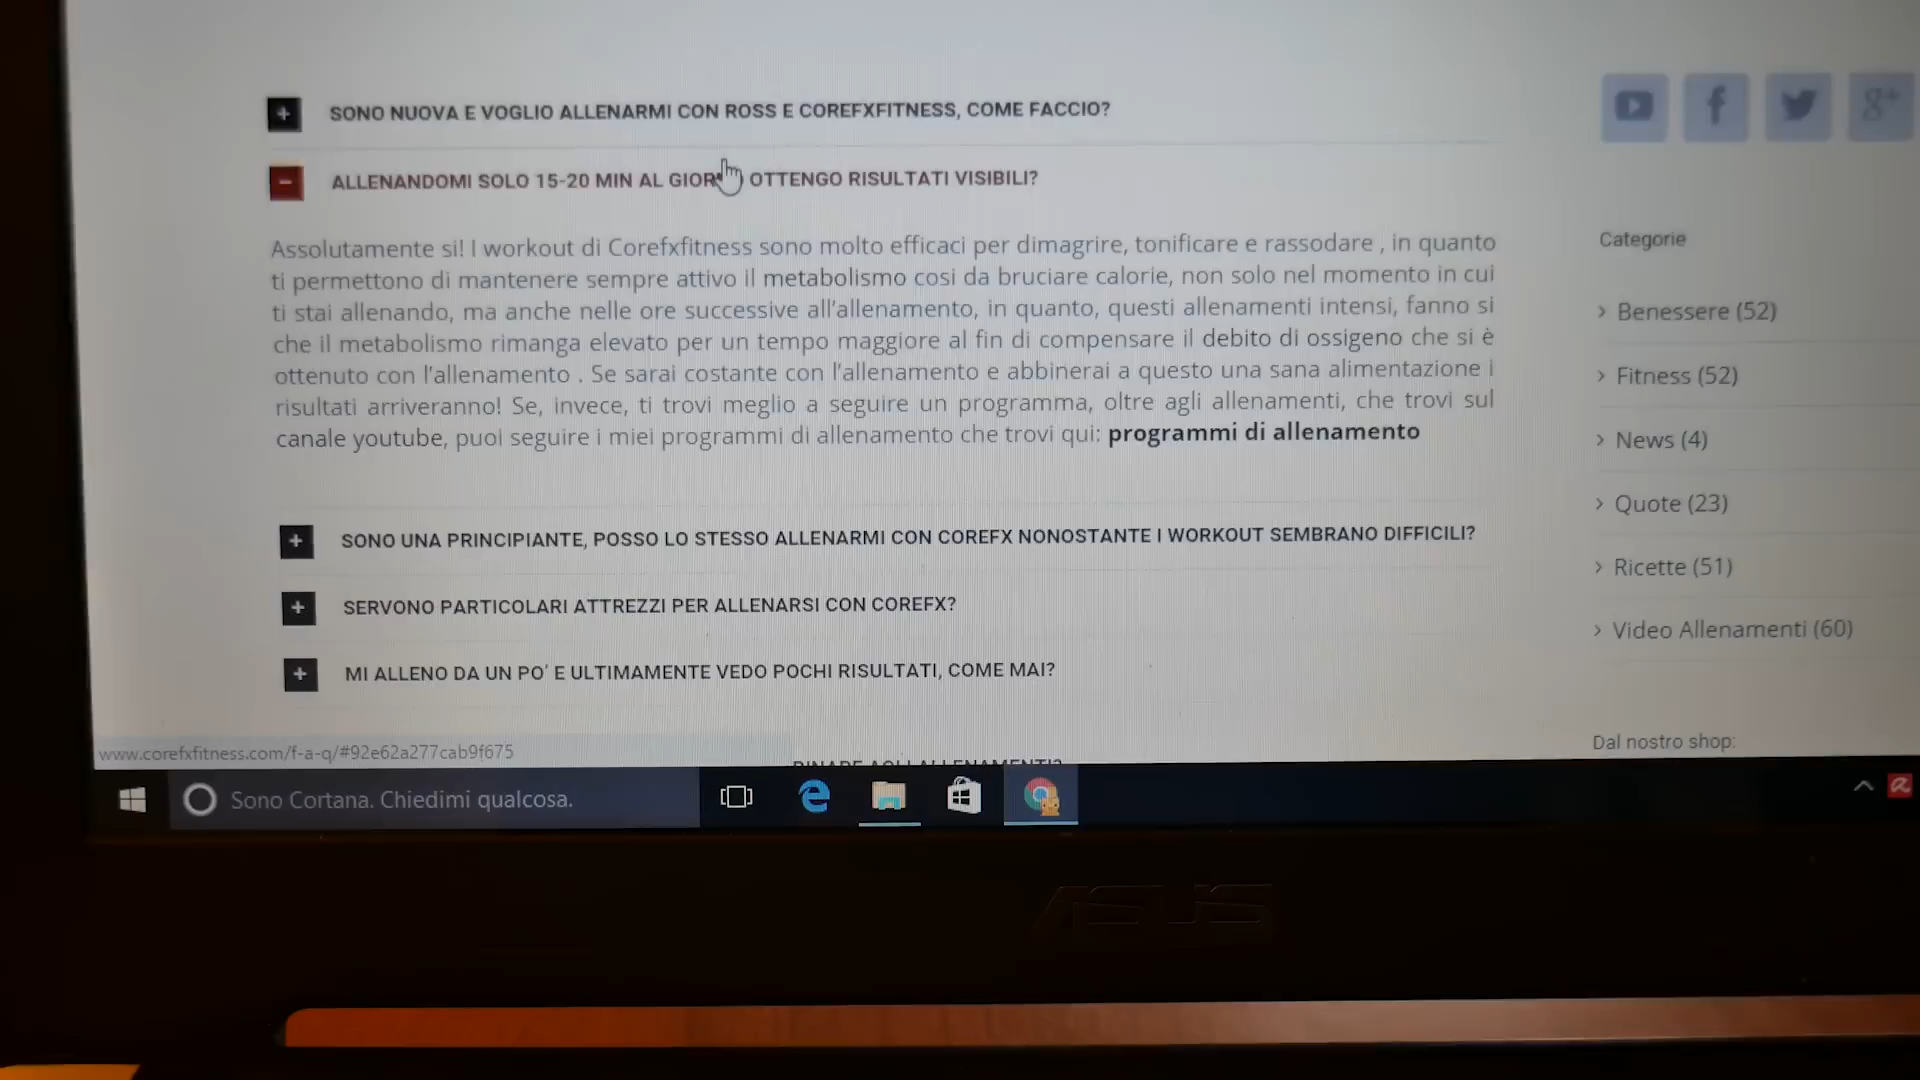 SONO NUOVA E VOGLIO ALLENARMI CON ROSS E COREFXFITNESS, COME FACCIO?
ALLENANDOMI SOLO 15-20 MIN AL OTTENGO RISULTATI VISIBILI?
Assolutamente si! I workout di Corefxfitness sono molto efficaci per dimagrire, tonificare e rassodare , in quanto
ti permettono di mantenere sempre attivo il metabolismo cosi da bruciare calorie, non solo nel momento in cui
ti stai allenando, ma anche nelle ore successive all'allenamento, in quanto, questi allenamenti intensi, fanno si
che il metabolismo rimanga elevato per un tempo maggiore al fin di compensare il debito di ossigeno che si è
ottenuto con l'allenamento . Se sarai costante con l'allenamento e abbinerai a questo una sana alimentazione i
risultati arriveranno! Se, invece, ti trovi meglio a seguire un programma, oltre agli allenamenti, che trovi sul
canale youtube, puoi seguire i miei programmi di allenamento che trovi qui: programmi di allenamento
SONO UNA PRINCIPIANTE, POSSO LO STESSO ALLENARMI CON COREFX NONOSTANTE I WORKOUT SEMBRANO DIFFICILI?
SERVONO PARTICOLARI ATTREZZI PER ALLENARSI CON COREFX?
MI ALLENO DA UN PO' E ULTIMAMENTE VEDO POCHI RISULTATI, COME MAI?
www.corefxfitness.com/f-a-q/#92e62a277cab9f675
Categorie
Benessere (52)
Fitness (52)
News (4)
Quote (23)
Ricette (51)
Video Allenamenti (60)
Dal nostro shop:
Sono Cortana. Chiedimi qualcosa.
ASUS